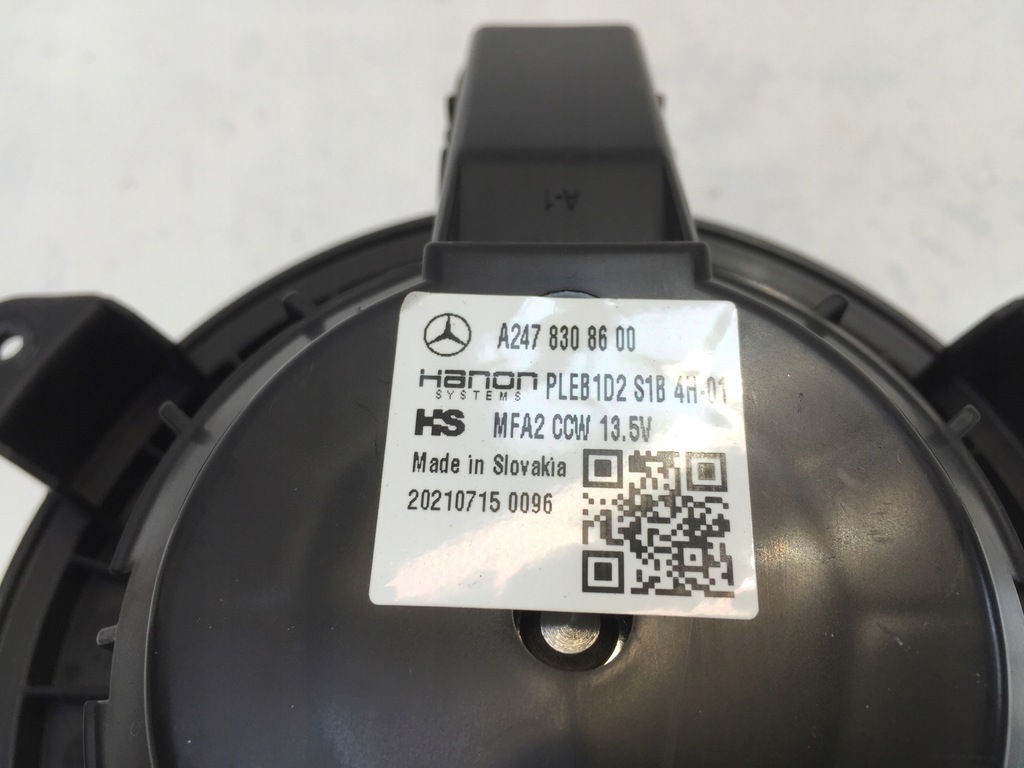 A-1
A247 830 86 00
Hanon PLEB1D2 S1B 4H-01
SYSTEMS
HS MFA2 CCW 13.5V
Made in Slovakia
20210715 0096